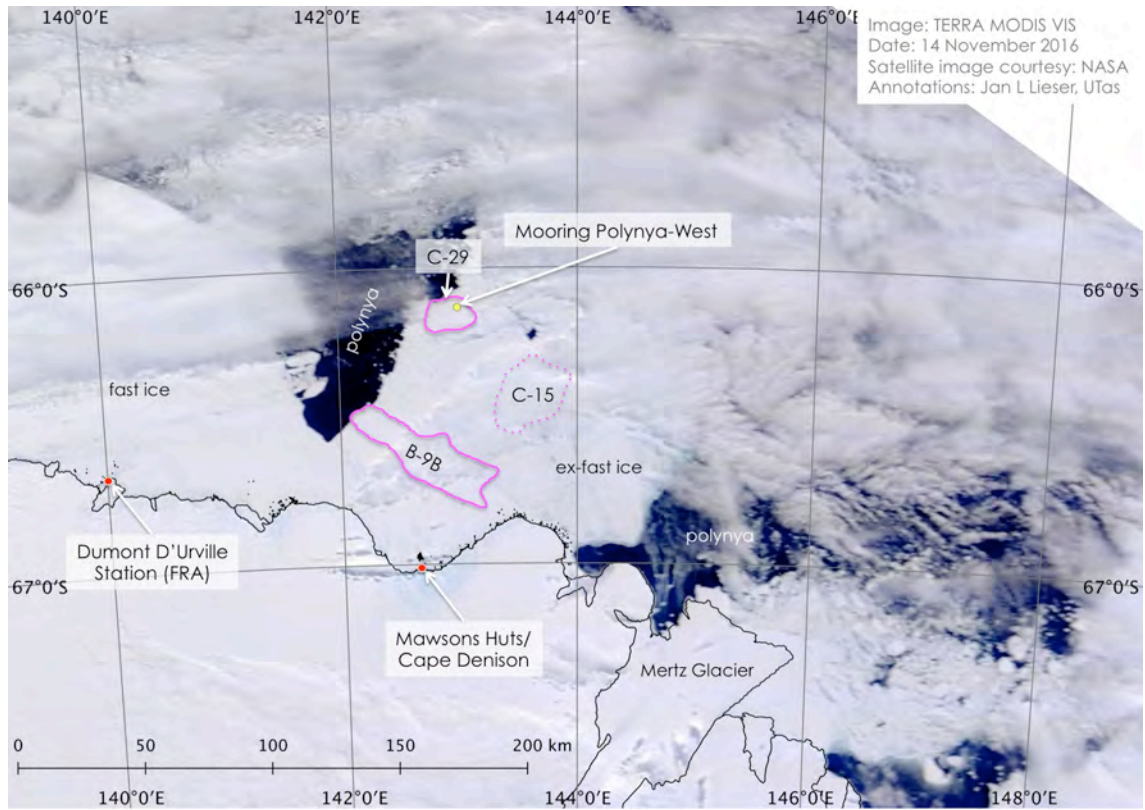 140°0'E
142°0'E
144°0'E
146°0'E
Image: TERRA MODIS VIS
Date: 14 November 2016
Satellite image courtesy: NASA
Annotations: Jan L Lieser, UTas
Mooring Polynya-West
C-29
66°0'S
66°0'S
polynya
fast ice
C-15
B-9B
ex-fast ice
polynya
Dumont D'Urville
Station (FRA)
67°0'S
67°0'S
Mawsons Huts/
Cape Denison
Mertz Glacier
0
50
100
150
200 km
140°0'E
142°0'E
144°0'E
146°0'E
148°0'E